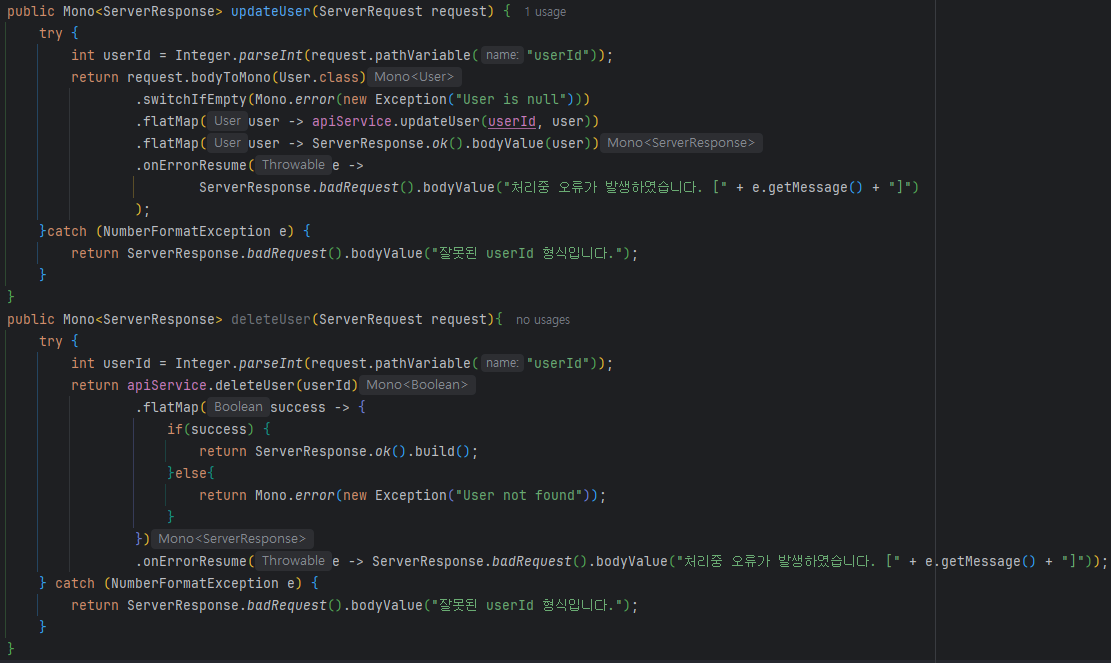 public Mono<ServerResponse> updateUser(ServerRequest request) { 1 usage
try {
int userId = Integer.parseInt(request.pathVariable( name: "userId"));
return request.bodyToMono(User.class) Mono<User>
.switchIfEmpty(Mono.error(new Exception("User is null")))
.flatMap( User user -> apiService.updateUser(userId, user))
.flatMap( User user -> ServerResponse.ok().bodyValue(user)) Mono<ServerResponse>
.onErrorResume( Throwable e ->
ServerResponse.badRequest().bodyValue("처리중 오류가 발생하였습니다. [" + e.getMessage() + "]")
);
}catch (NumberFormatException e) {
return ServerResponse.badRequest().bodyValue("잘못된 userId 형식입니다.");
}
}
public Mono<ServerResponse> deleteUser(ServerRequest request){ no usages
try {
int userId = Integer.parseInt(request.pathVariable( name: "userId"));
return apiService.deleteUser(userId) Mono<Boolean>
.flatMap( Boolean success -> {
if(success) {
return ServerResponse.ok().build();
}else{
return Mono.error(new Exception("User not found"));
}
}) Mono<ServerResponse>
.onErrorResume( Throwable e -> ServerResponse.badRequest().bodyValue("처리중 오류가 발생하였습니다. [" + e.getMessage() + "]"));
} catch (NumberFormatException e) {
return ServerResponse.badRequest().bodyValue("잘못된 userId 형식입니다.");
}
}